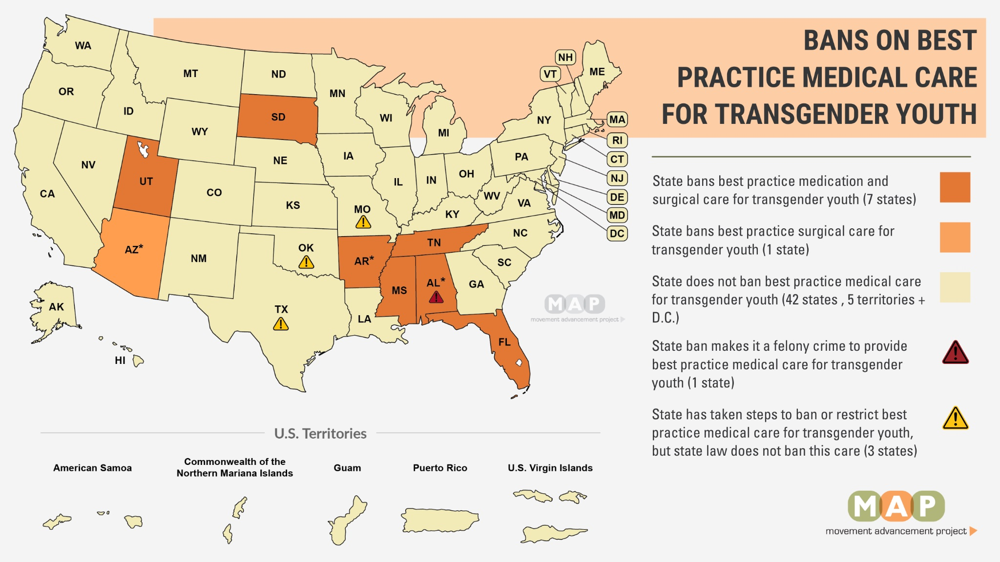 BANS ON BEST
PRACTICE MEDICAL CARE
FOR TRANSGENDER YOUTH
WA
OR
CA
NV
ID
MT
WY
UT
AZ*
CO
NM
ND
SD
NE
KS
OK
TX
MN
IA
MO
AR*
LA
WI
IL
MI
IN
OH
KY
TN
MS
AL*
GA
FL
SC
NC
VA
WV
PA
NY
VT
NH
ME
MA
RI
CT
NJ
DE
MD
DC
AK
HI
MAP
movement advancement project
State bans best practice medication and
surgical care for transgender youth (7 states)
State bans best practice surgical care for
transgender youth (1 state)
State does not ban best practice medical care
for transgender youth (42 states , 5 territories +
D.C.)
State ban makes it a felony crime to provide
best practice medical care for transgender
youth (1 state)
State has taken steps to ban or restrict best
practice medical care for transgender youth,
but state law does not ban this care (3 states)
U.S. Territories
American Samoa
Commonwealth of the
Northern Mariana Islands
Guam
Puerto Rico
U.S. Virgin Islands
MAP
movement advancement project